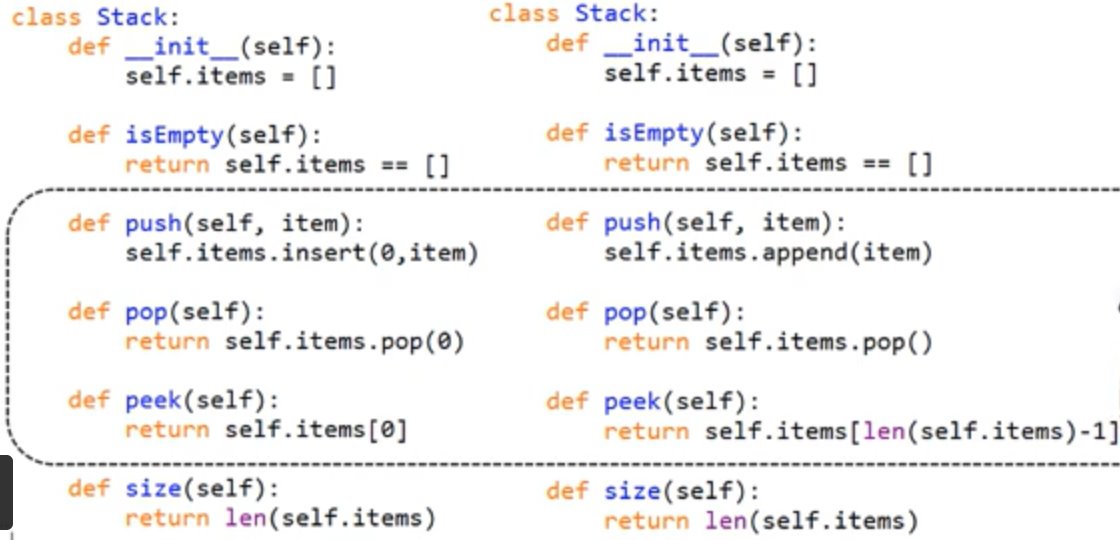 class Stack:
    def __init__(self):
        self.items = []
    def isEmpty(self):
        return self.items == []
    def push(self, item):
        self.items.insert(0,item)
    def pop(self):
        return self.items.pop(0)
    def peek(self):
        return self.items[0]
    def size(self):
        return len(self.items)
class Stack:
    def __init__(self):
        self.items = []
    def isEmpty(self):
        return self.items == []
    def push(self, item):
        self.items.append(item)
    def pop(self):
        return self.items.pop()
    def peek(self):
        return self.items[len(self.items)-1]
    def size(self):
        return len(self.items)